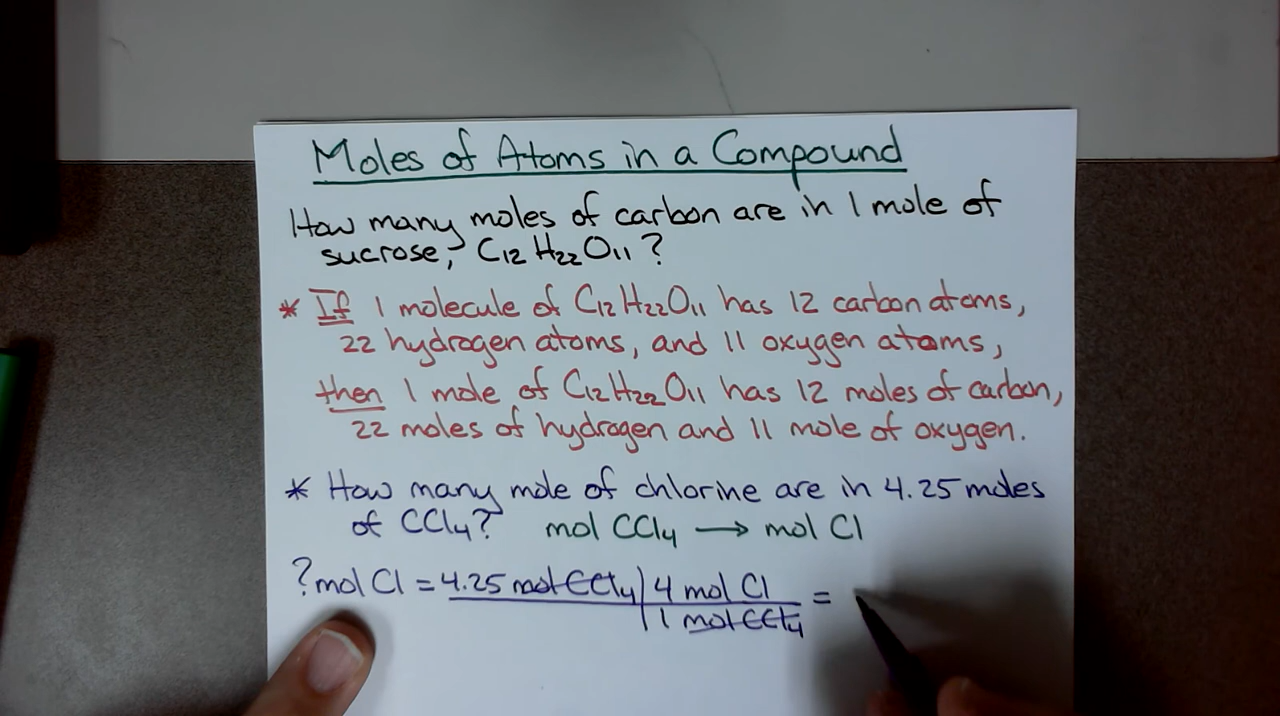 Moles of Atoms in a Compound
How many moles of carbon are in 1 mole of
sucrose, C12H22O11?
* If 1 molecule of C12H22O11 has 12 carbon atoms,
22 hydrogen atoms, and 11 oxygen atoms,
then 1 mole of C12H22O11 has 12 moles of carbon,
22 moles of hydrogen and 11 mole of oxygen.
* How many mole of chlorine are in 4.25 moles
of CCl4? mol CCl4 → mol Cl
? mol Cl = 4.25 mol CCl4 | 4 mol Cl =
1 mol CCl4